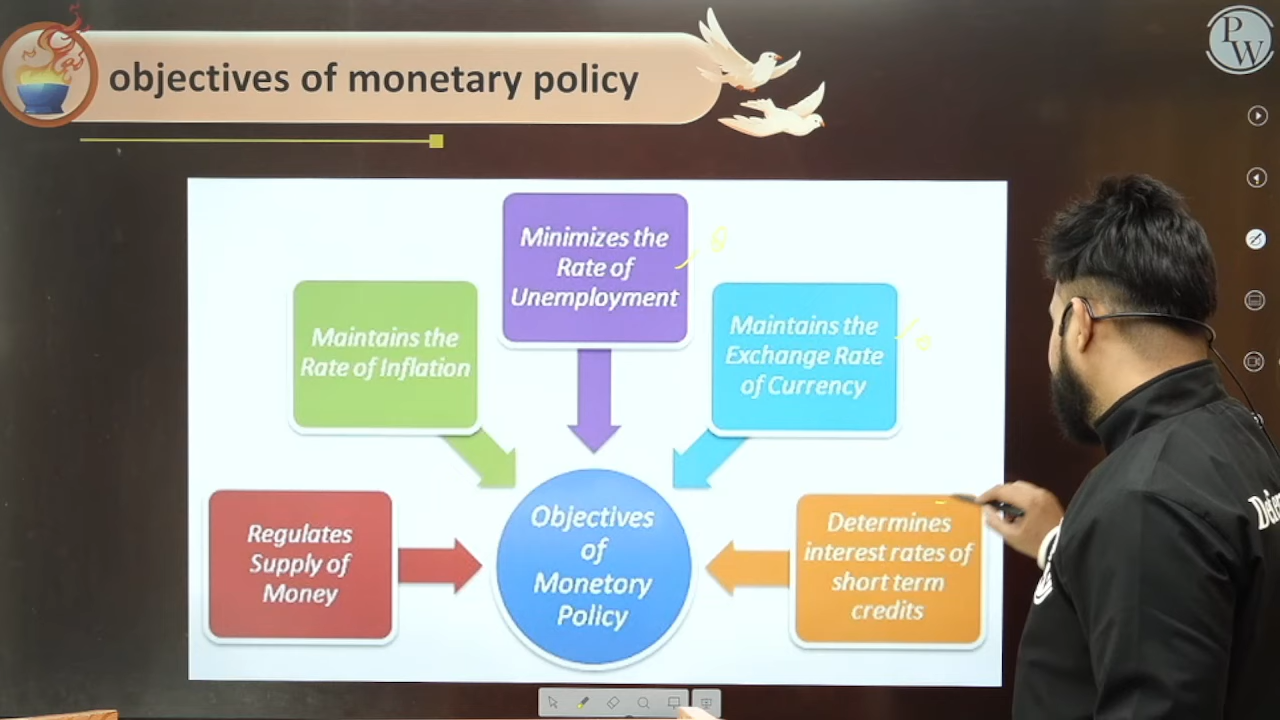 objectives of monetary policy
PW
Minimizes the
Rate of
Unemployment
Maintains the
Rate of Inflation
Maintains the
Exchange Rate
of Currency
Regulates
Supply of
Money
Objectives
of
Monetory
Policy
Determines
interest rates of
short term
credits